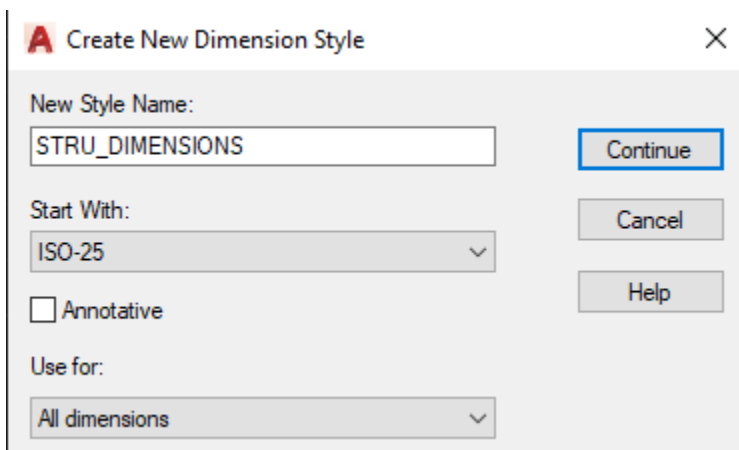 Create New Dimension Style
New Style Name:
STRU_DIMENSIONS
Continue
Start With:
ISO-25
Cancel
Annotative
Help
Use for:
All dimensions